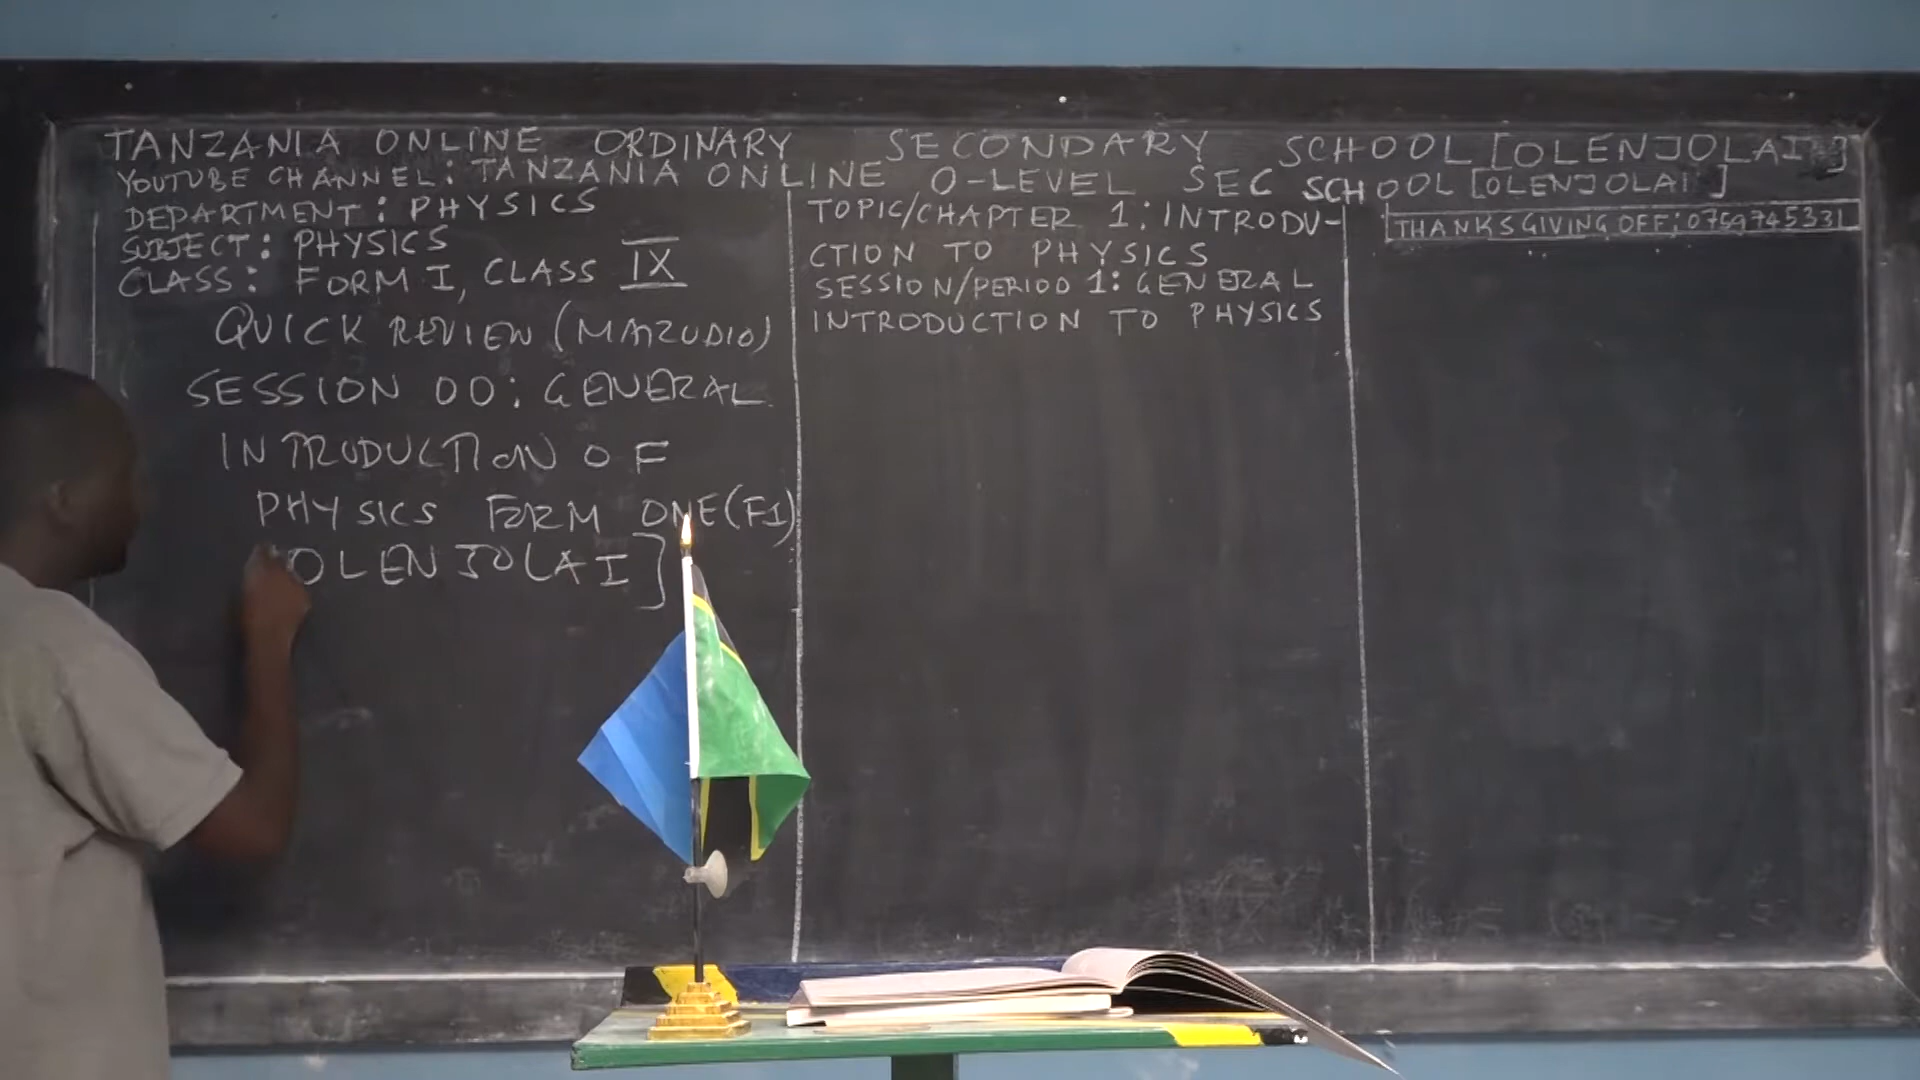 TANZANIA ONLINE ORDINARY SECONDARY SCHOOL [OLENJOLAI]
YOUTUBE CHANNEL: TANZANIA ONLINE O-LEVEL SEC SCHOOL [OLENJOLAI]
DEPARTMENT: PHYSICS
SUBJECT: PHYSICS
CLASS: FORM I, CLASS IX
QUICK REVIEW (MARUDIO)
SESSION 00: GENERAL
INTRODUCTION OF
PHYSICS FORM ONE (F1)
OLENJOLAI]
TOPIC/CHAPTER 1: INTRODU-
CTION TO PHYSICS
SESSION/PERIOD 1: GENERAL
INTRODUCTION TO PHYSICS
THANKSGIVING OFF; 0759745331